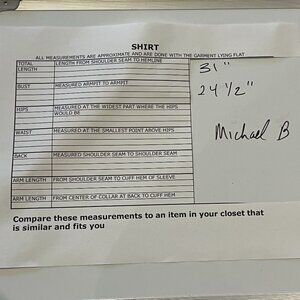 SHIRT
ALL MEASUREMENTS ARE APPROXIMATE AND ARE DONE WITH THE GARMENT LYING FLAT
TOTAL LENGTH LENGTH FROM SHOULDER SEAM TO HEMLINE 31"
BUST MEASURED ARMPIT TO ARMPIT 24 1/2"
HIPS MEASURED AT THE WIDEST PART WHERE THE HIPS WOULD BE
Michael B
WAIST MEASURED AT THE SMALLEST POINT ABOVE HIPS
BACK MEASURED SHOULDER SEAM TO SHOULDER SEAM
ARM LENGTH FROM SHOULDER SEAM TO CUFF HEM OF SLEEVE
ARM LENGTH FROM CENTER OF COLLAR AT BACK TO CUFF HEM
Compare these measurements to an item in your closet that
is similar and fits you